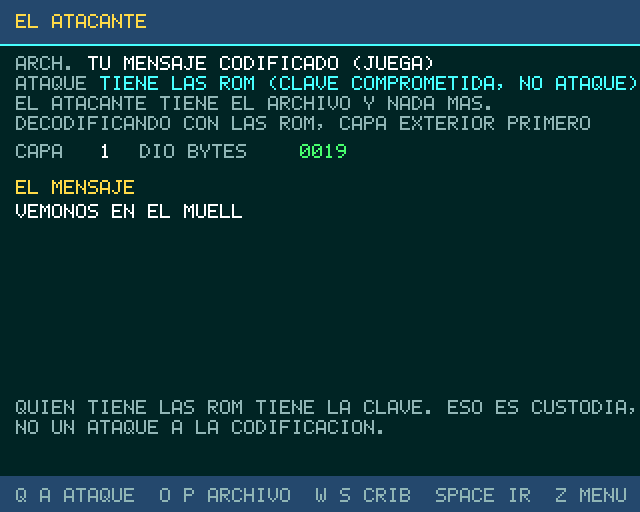 EL ATACANTE
ARCH. TU MENSAJE CODIFICADO (JUEGA)
ATAQUE TIENE LAS ROM (CLAVE COMPROMETIDA, NO ATAQUE)
EL ATACANTE TIENE EL ARCHIVO Y NADA MAS.
DECODIFICANDO CON LAS ROM, CAPA EXTERIOR PRIMERO
CAPA 1 DIO BYTES 0019
EL MENSAJE
VEMONOS EN EL MUELL
QUIEN TIENE LAS ROM TIENE LA CLAVE. ESO ES CUSTODIA,
NO UN ATAQUE A LA CODIFICACION.
Q A ATAQUE O P ARCHIVO W S CRIB SPACE IR Z MENU